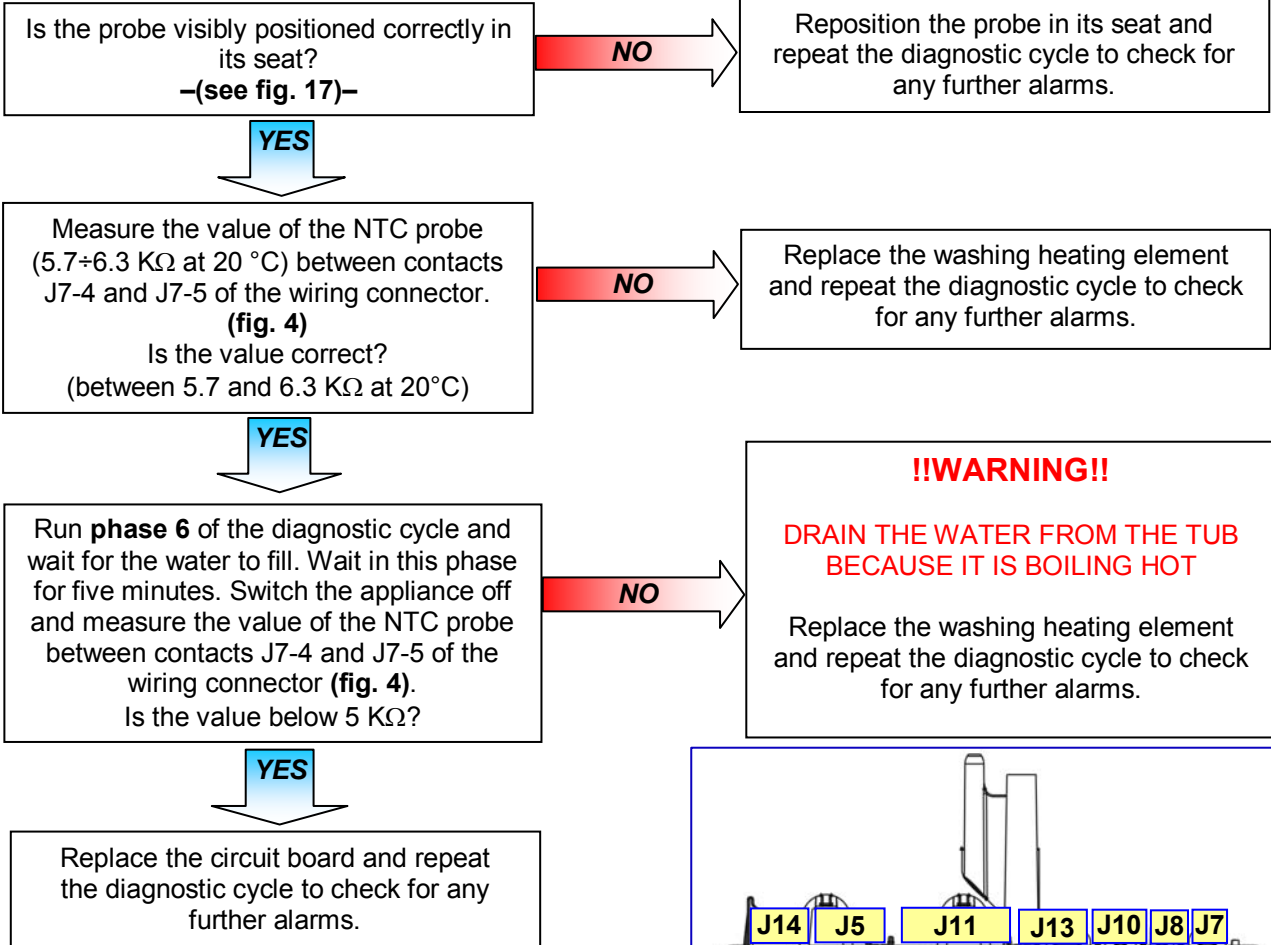 Is the probe visibly positioned correctly in
its seat?
–(see fig. 17)–
NO
Reposition the probe in its seat and
repeat the diagnostic cycle to check for
any further alarms.
YES
Measure the value of the NTC probe
(5.7÷6.3 KΩ at 20 °C) between contacts
J7-4 and J7-5 of the wiring connector.
(fig. 4)
Is the value correct?
(between 5.7 and 6.3 KΩ at 20°C)
NO
Replace the washing heating element
and repeat the diagnostic cycle to check
for any further alarms.
YES
Run phase 6 of the diagnostic cycle and
wait for the water to fill. Wait in this phase
for five minutes. Switch the appliance off
and measure the value of the NTC probe
between contacts J7-4 and J7-5 of the
wiring connector (fig. 4).
Is the value below 5 KΩ?
NO
!!WARNING!!
DRAIN THE WATER FROM THE TUB
BECAUSE IT IS BOILING HOT
Replace the washing heating element
and repeat the diagnostic cycle to check
for any further alarms.
YES
Replace the circuit board and repeat
the diagnostic cycle to check for any
further alarms.
J14 J5 J11 J13 J10 J8 J7